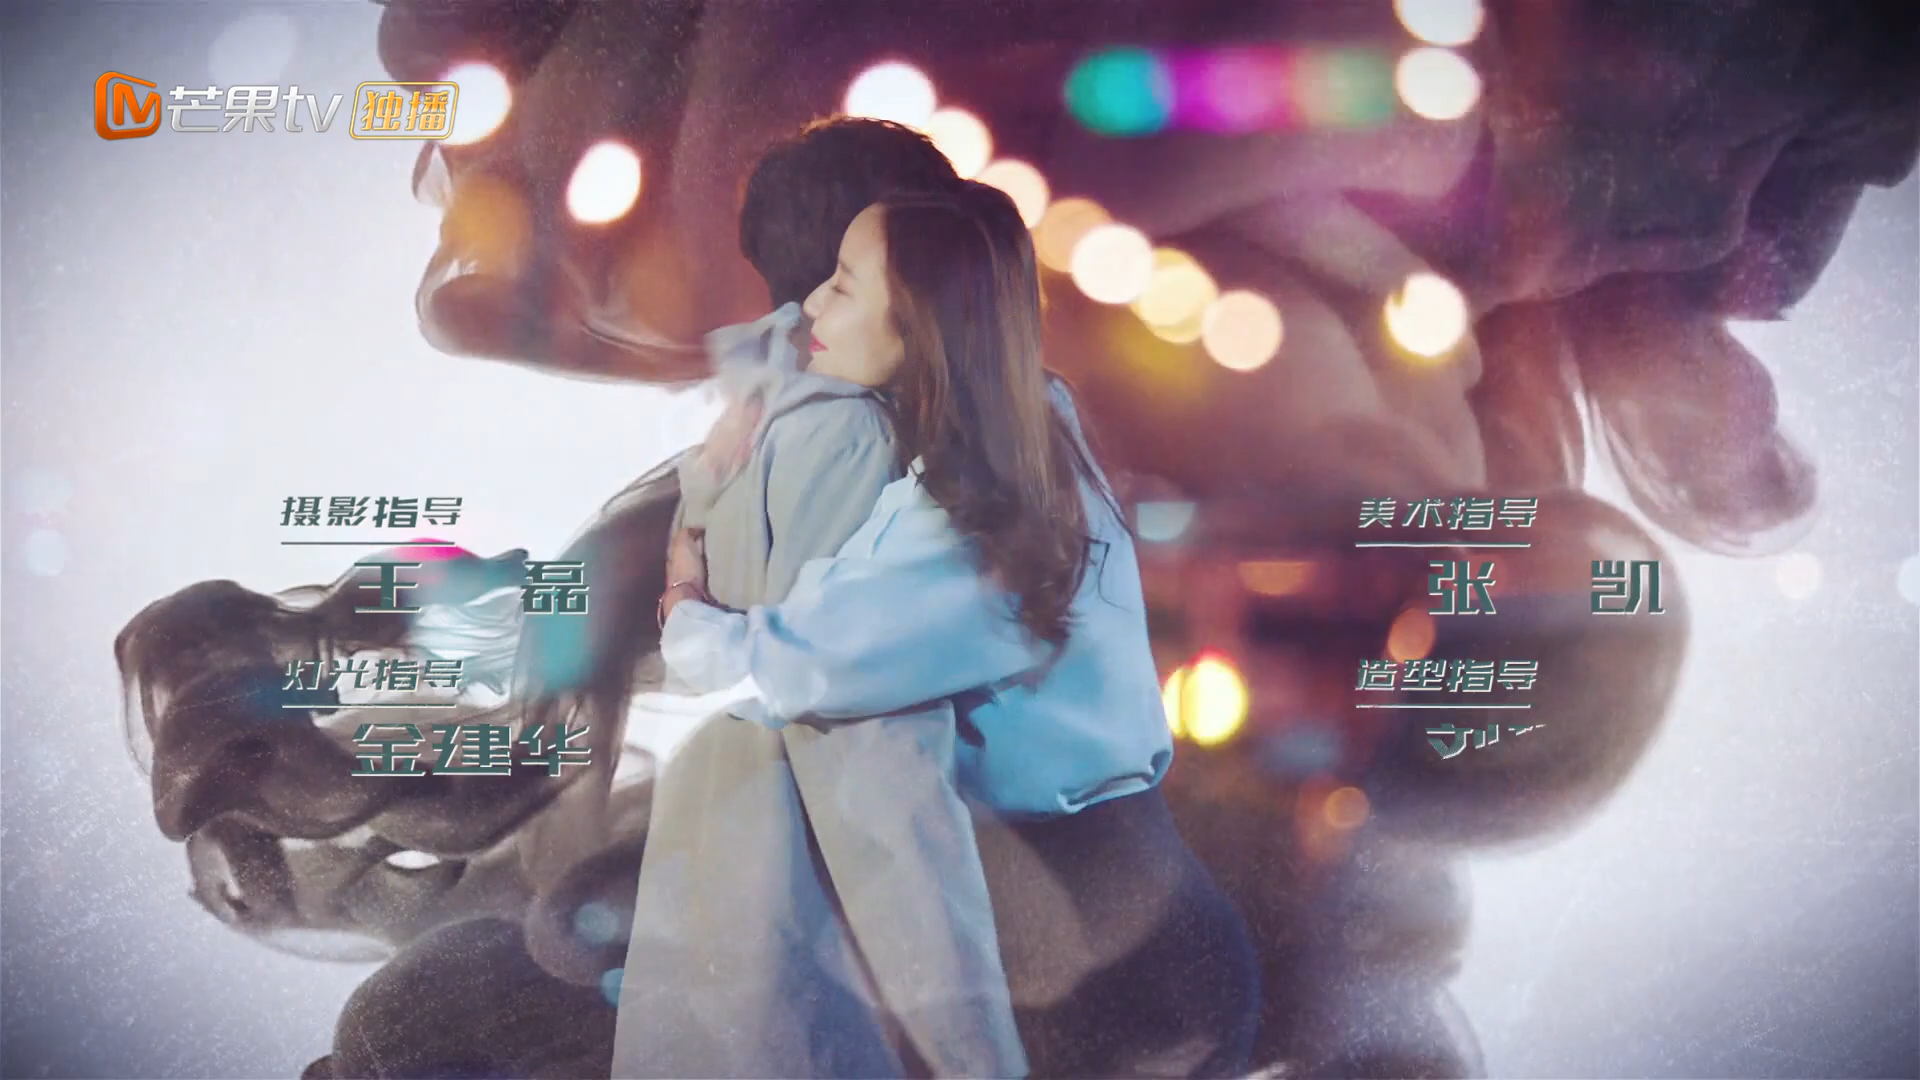 芒果tv 独播
摄影指导
王 磊
灯光指导
金建华
美术指导
张 凯
造型指导